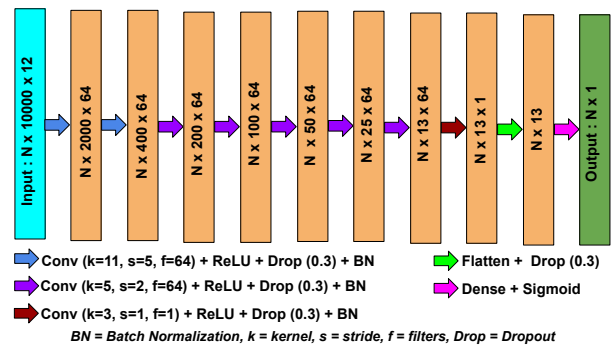 Input : N x 10000 x 12
N x 2000 x 64
N x 400 x 64
N x 200 x 64
N x 100 x 64
N x 50 x 64
N x 25 x 64
N x 13 x 64
N x 13 x 1
N x 13
Output : N x 1
Conv (k=11, s=5, f=64) + ReLU + Drop (0.3) + BN
Conv (k=5, s=2, f=64) + ReLU + Drop (0.3) + BN
Conv (k=3, s=1, f=1) + ReLU + Drop (0.3) + BN
Flatten + Drop (0.3)
Dense + Sigmoid
BN = Batch Normalization, k = kernel, s = stride, f = filters, Drop = Dropout